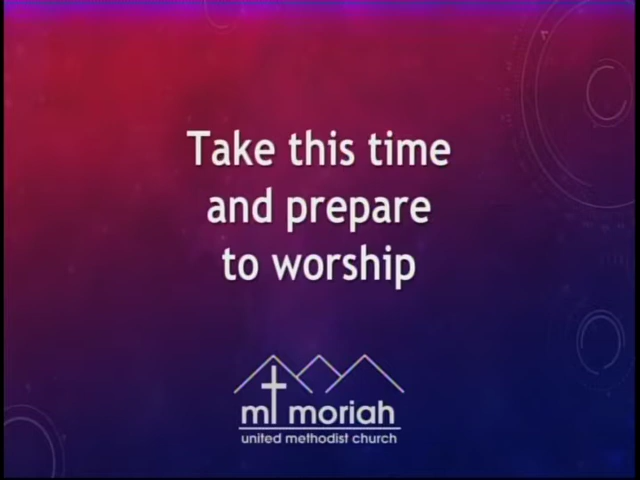 Take this time
and prepare
to worship
mt moriah
united methodist church